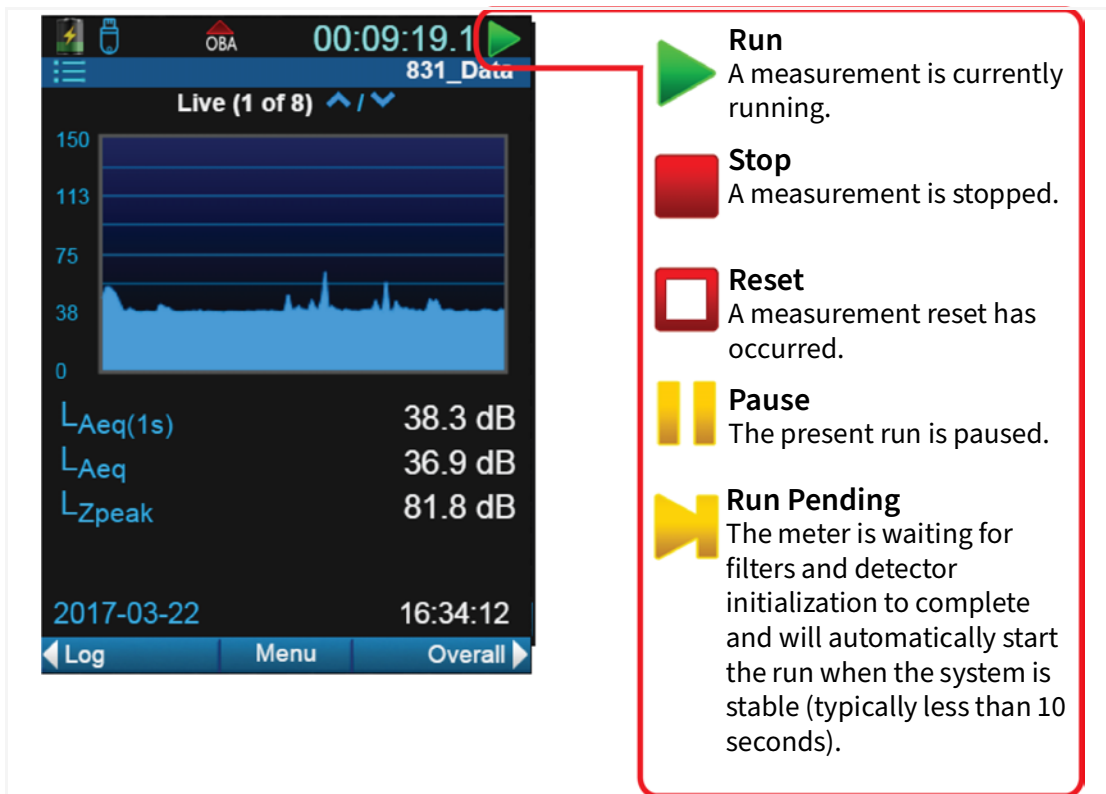 OBA 00:09:19.1
831_Data
Live (1 of 8) /
150
113
75
38
0
LAeq(1s) 38.3 dB
LAeq 36.9 dB
LZpeak 81.8 dB
2017-03-22 16:34:12
Log Menu Overall
Run
A measurement is currently
running.
Stop
A measurement is stopped.
Reset
A measurement reset has
occurred.
Pause
The present run is paused.
Run Pending
The meter is waiting for
filters and detector
initialization to complete
and will automatically start
the run when the system is
stable (typically less than 10
seconds).